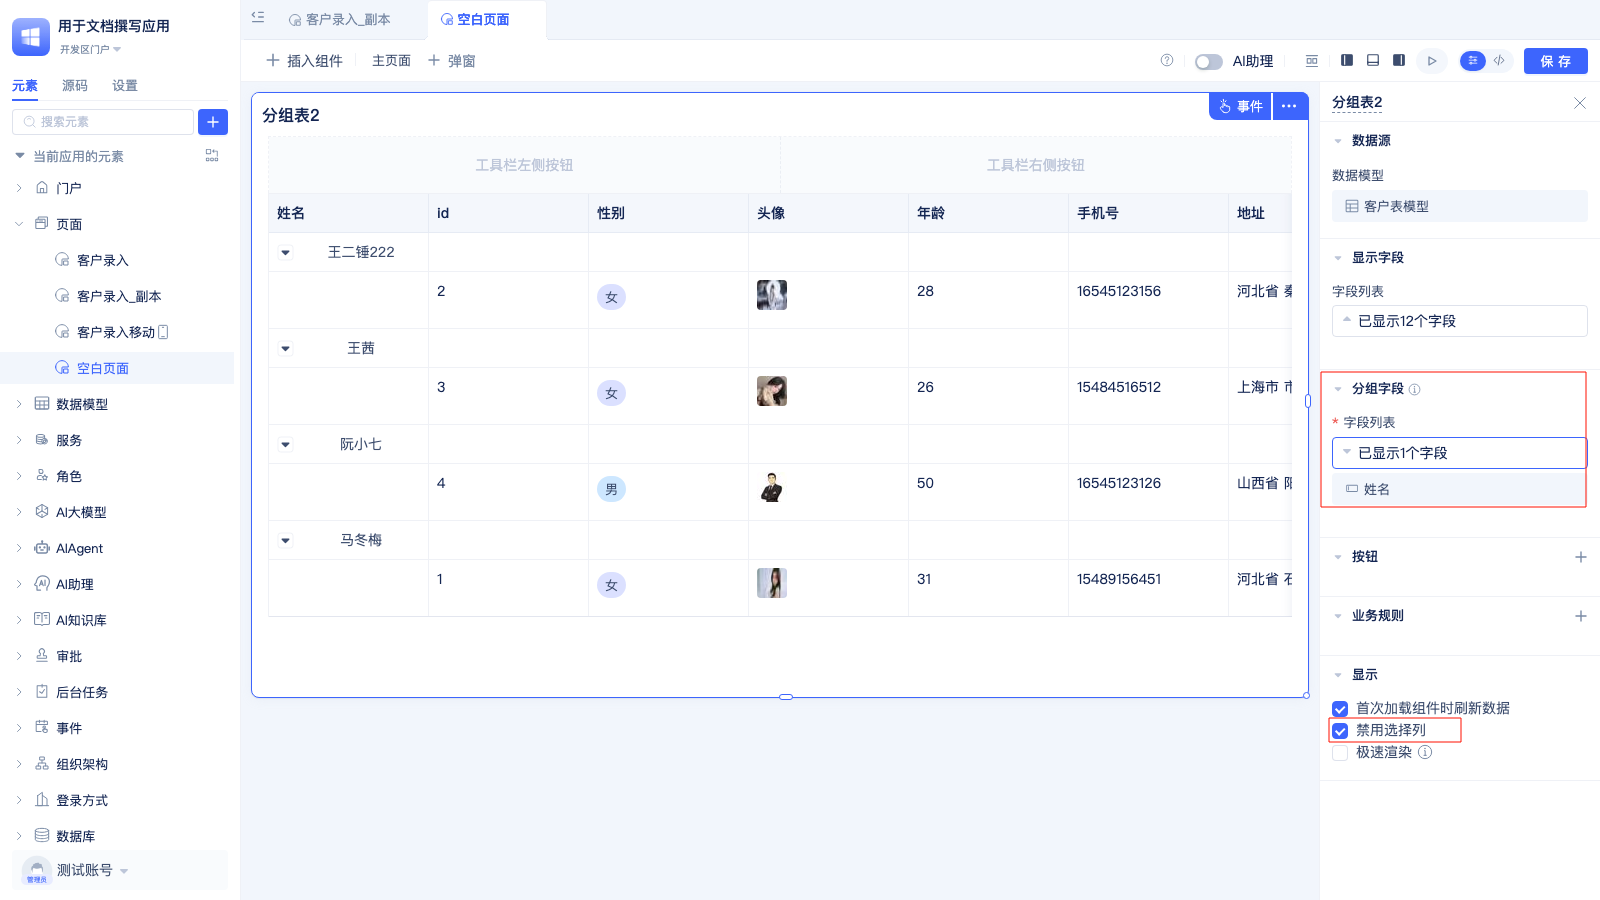 用于文档撰写应用
开发区门户
元素
源码
设置
搜索元素
当前应用的元素
门户
页面
客户录入
客户录入_副本
客户录入移动
空白页面
数据模型
服务
角色
AI大模型
AIAgent
AI助理
AI知识库
审批
后台任务
事件
组织架构
登录方式
数据库
管理员
测试账号
客户录入_副本
空白页面
插入组件
主页面
弹窗
AI助理
保 存
分组表2
事件
工具栏左侧按钮
工具栏右侧按钮
姓名 id 性别 头像 年龄 手机号 地址
王二锤222
2 女 28 16545123156 河北省
王茜
3 女 26 15484516512 上海市 市
阮小七
4 男 50 16545123126 山西省
马冬梅
1 女 31 15489156451 河北省
分组表2
数据源
数据模型
客户表模型
显示字段
字段列表
已显示12个字段
分组字段
* 字段列表
已显示1个字段
姓名
按钮
业务规则
显示
首次加载组件时刷新数据
禁用选择列
极速渲染